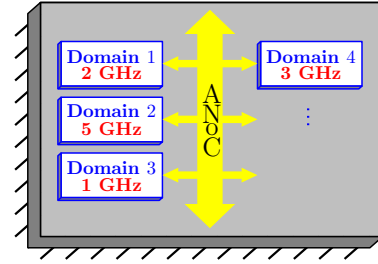 Domain 1
2 GHz
Domain 2
5 GHz
Domain 3
1 GHz
ANoC
Domain 4
3 GHz
⋮